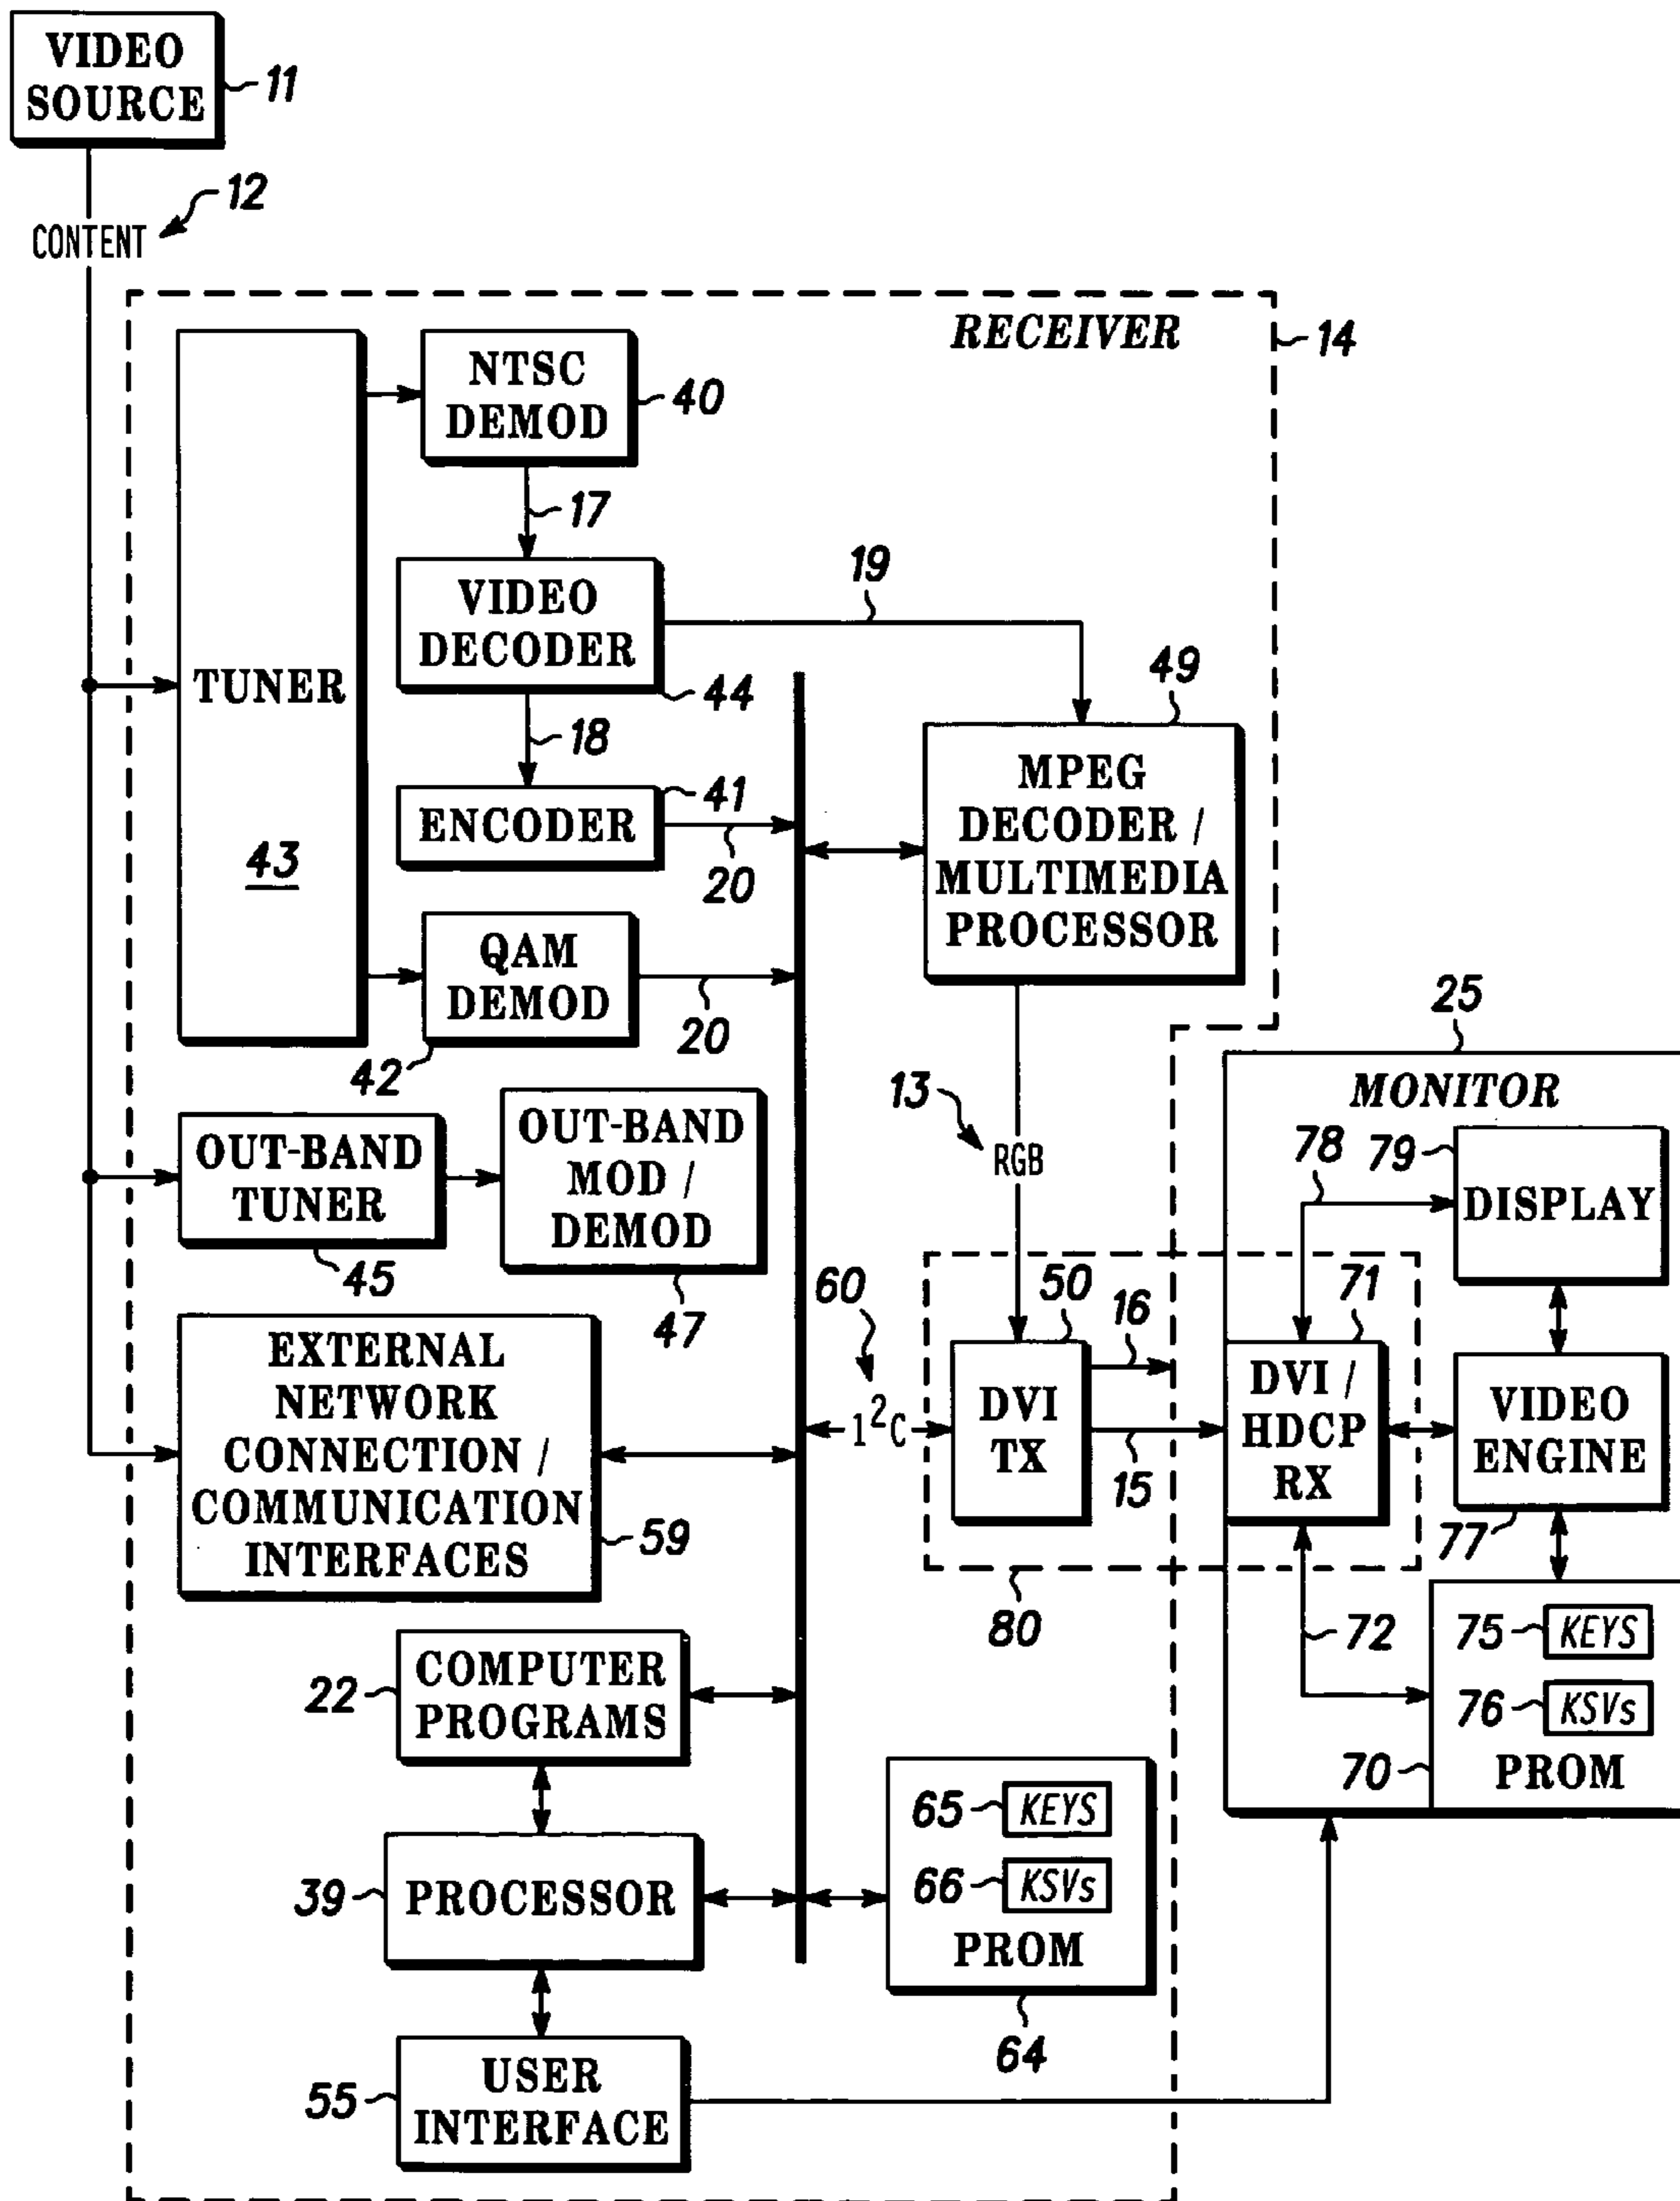 VIDEO
SOURCE
11
12
CONTENT
RECEIVER
14
NTSC
DEMOD
40
17
VIDEO
DECODER
44
19
TUNER
43
18
ENCODER
41
20
49
MPEG
DECODER /
MULTIMEDIA
PROCESSOR
QAM
DEMOD
42
20
OUT-BAND
TUNER
45
OUT-BAND
MOD /
DEMOD
47
13
RGB
25
MONITOR
78
79
DISPLAY
EXTERNAL
NETWORK
CONNECTION /
COMMUNICATION
INTERFACES
59
60
1²C
50
DVI
TX
16
15
71
DVI /
HDCP
RX
VIDEO
ENGINE
77
80
72
75
KEYS
76
KSVs
70
PROM
22
COMPUTER
PROGRAMS
39
PROCESSOR
65
KEYS
66
KSVs
PROM
64
55
USER
INTERFACE